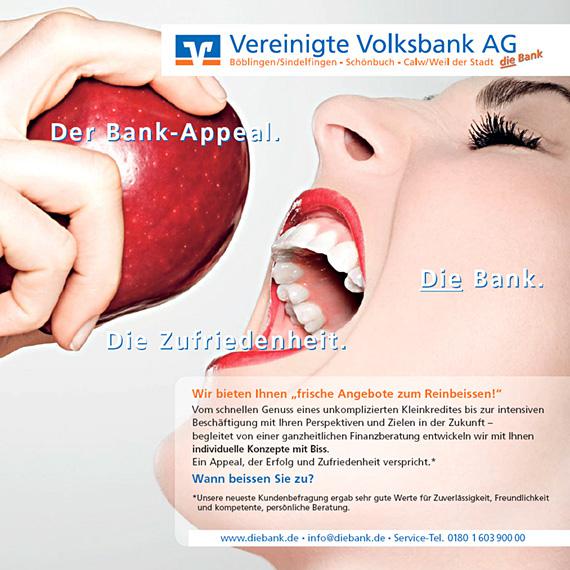 Vereinigte Volksbank AG
Böblingen/Sindelfingen • Schönbuch • Calw/Weil der Stadt die Bank
Der Bank-Appeal.
Die Bank.
Die Zufriedenheit.
Wir bieten Ihnen „frische Angebote zum Reinbeissen!“
Vom schnellen Genuss eines unkomplizierten Kleinkredites bis zur intensiven
Beschäftigung mit Ihren Perspektiven und Zielen in der Zukunft –
begleitet von einer ganzheitlichen Finanzberatung entwickeln wir mit Ihnen
individuelle Konzepte mit Biss.
Ein Appeal, der Erfolg und Zufriedenheit verspricht.*
Wann beissen Sie zu?
*Unsere neueste Kundenbefragung ergab sehr gute Werte für Zuverlässigkeit, Freundlichkeit
und kompetente, persönliche Beratung.
www.diebank.de • info@diebank.de • Service-Tel. 0180 1 603 900 00